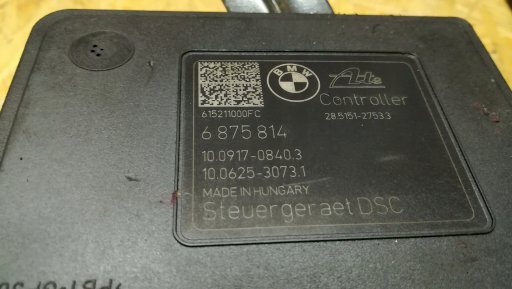 BMW
Ate
Controller
615211000FC
28.5151-2753.3
6 875 814
10.0917-0840.3
10.0625-3073.1
MADE IN HUNGARY
Steuergeraet DSC